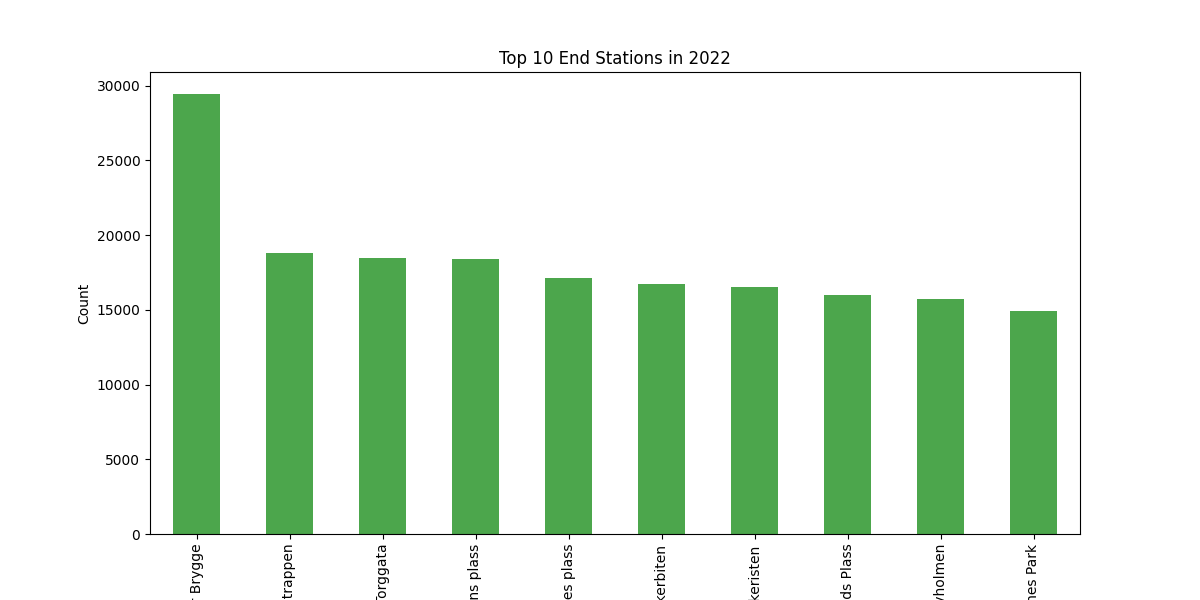 Top 10 End Stations in 2022
30000
25000
20000
15000
10000
5000
0
Count
Brygge
trappen
orggata
ns plass
es plass
kerbiten
keristen
ds Plass
holmen
nes Park